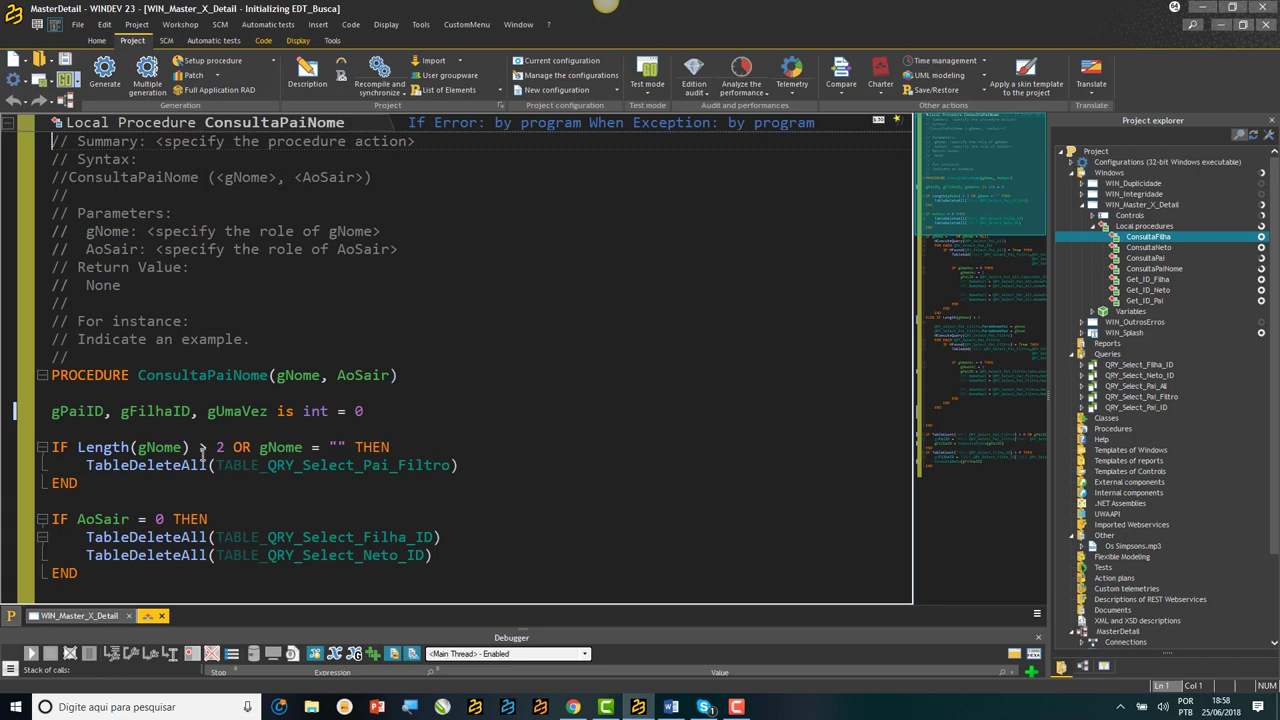 MasterDetail - WINDEV 23 - [WIN_Master_X_Detail - Initializing EDT_Busca]
File Edit Project Workshop SCM Automatic tests Insert Code Display Tools CustomMenu Window ?
Home Project SCM Automatic tests Code Display Tools
Generate
Multiple generation
Setup procedure
Patch
Full Application RAD
Generation
Description
Recompile and synchronize
Import
User groupware
List of Elements
Project
Current configuration
Manage the configurations
New configuration
Project configuration
Test mode
Test mode
Edition audit
Analyze the performance
Telemetry
Audit and performances
Compare
Charter
Time management
UML modeling
Save/Restore
Apply a skin template to the project
Other actions
Translate
Translate
Local Procedure ConsultaPaiNome If Error: by program When Exception: by program
// Summary: <specify the procedure action>
// Syntax:
//ConsultaPaiNome (<gNome>, <AoSair>)
//
// Parameters:
// gNome: <specify the role of gNome>
// AoSair: <specify the role of AoSair>
// Return Value:
// None
//
// For instance:
// Indicate an example.
//
PROCEDURE ConsultaPaiNome(gNome, AoSair)
gPaiID, gFilhaID, gUmaVez is int = 0
IF Length(gNome) > 2 OR gNome = "" THEN
TableDeleteAll(TABLE_QRY_Select_Pai_Filtro)
END
IF AoSair = 0 THEN
TableDeleteAll(TABLE_QRY_Select_Filha_ID)
TableDeleteAll(TABLE_QRY_Select_Neto_ID)
END
Project explorer
Project
Configurations (32-bit Windows executable)
Windows
WIN_Duplicidade
WIN_Integridade
WIN_Master_X_Detail
Controls
Local procedures
ConsultaFilha
ConsultaNeto
ConsultaPai
ConsultaPaiNome
Get_ID_Filha
Get_ID_Neto
Get_ID_Pai
Variables
WIN_OutrosErros
WIN_Splash
Reports
Queries
QRY_Select_Filha_ID
QRY_Select_Neto_ID
QRY_Select_Pai_All
QRY_Select_Pai_Filtro
QRY_Select_Pai_ID
Classes
Procedures
Help
Templates of Windows
Templates of reports
Templates of Controls
External components
Internal components
.NET Assemblies
UWAAPI
Imported Webservices
Other
Os Simpsons.mp3
Flexible Modeling
Tests
Action plans
Custom telemetries
Descriptions of REST Webservices
Documents
XML and XSD descriptions
MasterDetail
Connections
WIN_Master_X_Detail
Debugger
<Main Thread> - Enabled
Stack of calls: Stop Expression Value
Ln 1 Col 1 NUM
Digite aqui para pesquisar
POR
PTB
18:58
25/06/2018